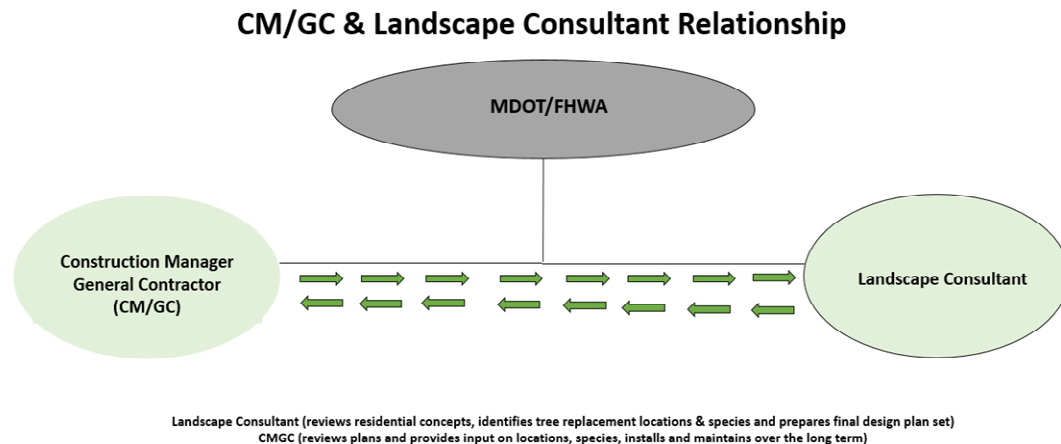 CM/GC & Landscape Consultant Relationship
MDOT/FHWA
Construction Manager
General Contractor
(CM/GC)
Landscape Consultant
Landscape Consultant (reviews residential concepts, identifies tree replacement locations & species and prepares final design plan set)
CMGC (reviews plans and provides input on locations, species, installs and maintains over the long term)